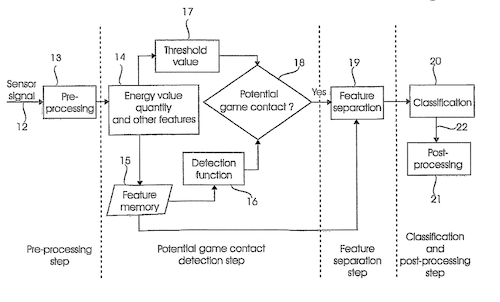 17
Threshold
value
13
14
18
19
20
Sensor
signal
12
Pre-
processing
Energy value
quantity
and other features
Potential
game contact ?
Yes
Feature
separation
Classification
22
15
Feature
memory
Detection
function
16
Post-
processing
21
Pre-processing
step
Potential game contact
detection step
Feature
separation
step
Classification
and
post-processing step